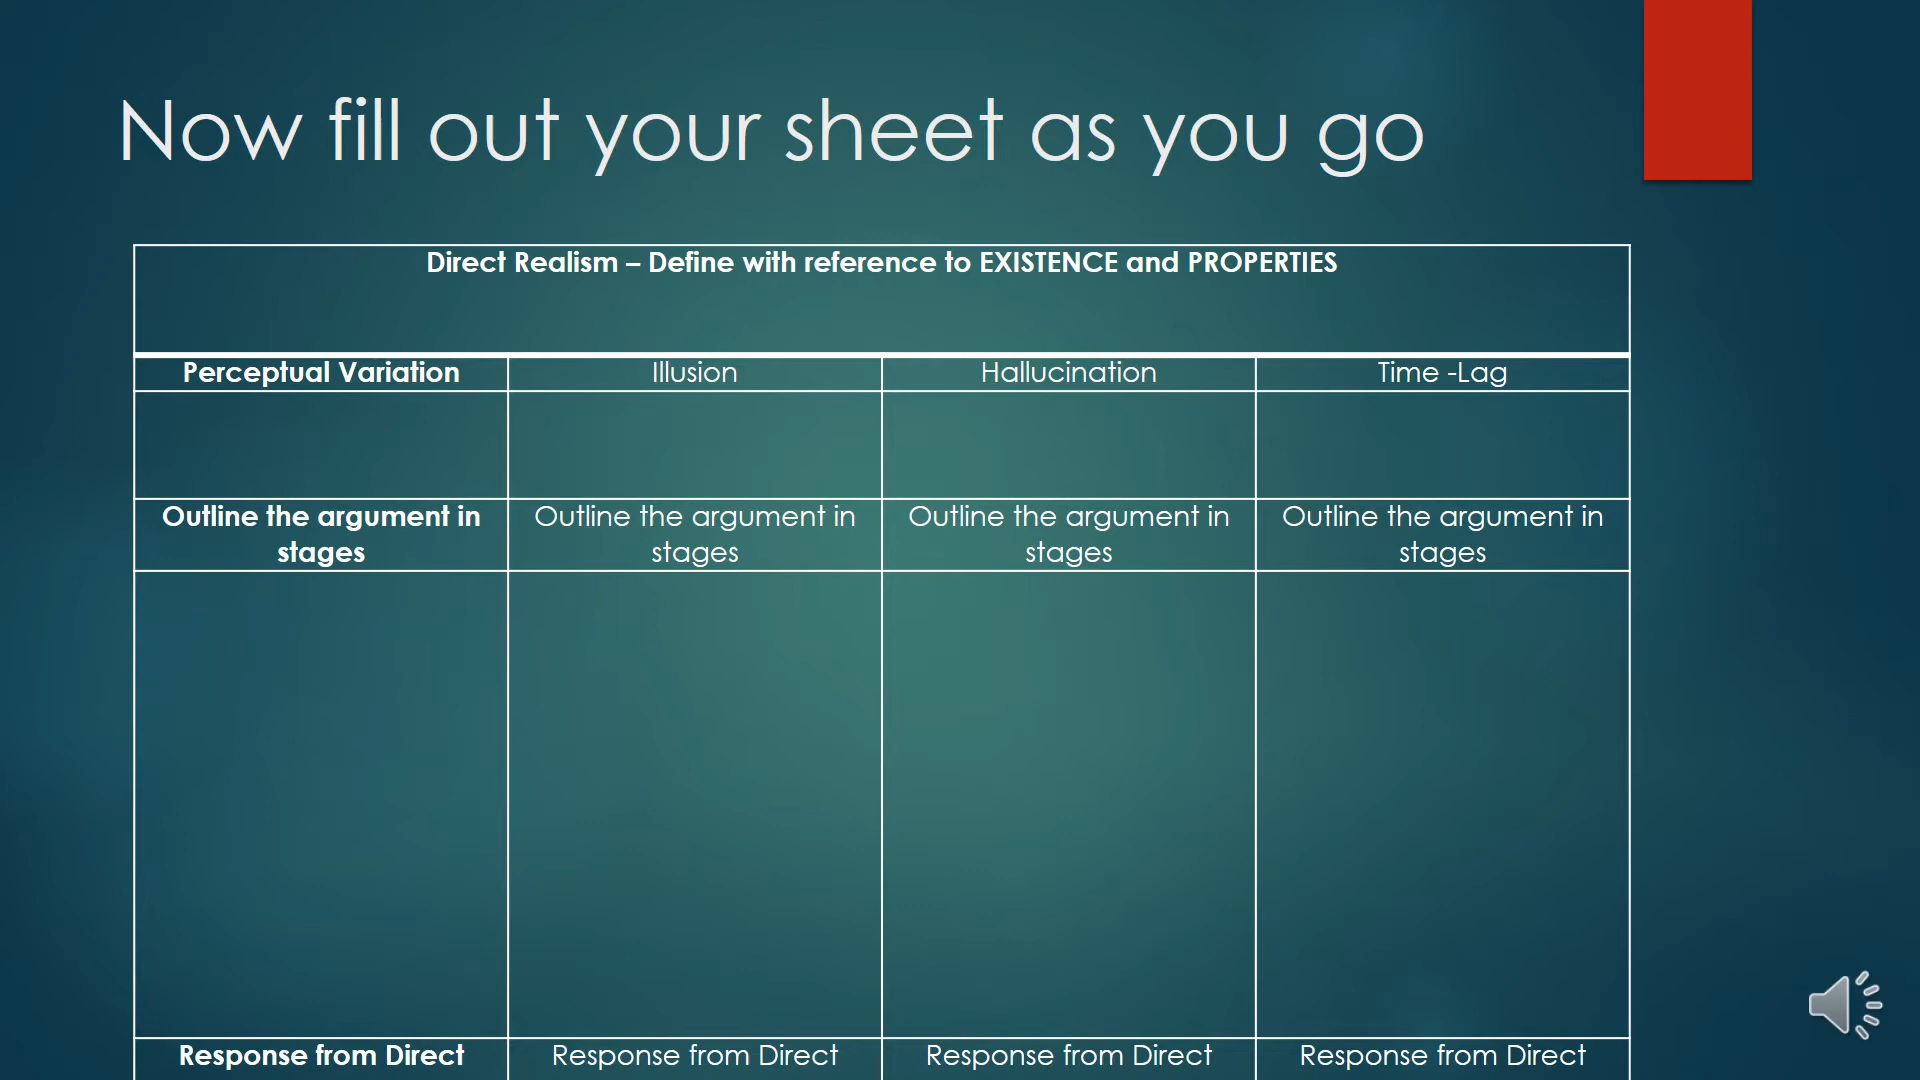 Now fill out your sheet as you go
Direct Realism – Define with reference to EXISTENCE and PROPERTIES
Perceptual Variation
Illusion
Hallucination
Time -Lag
Outline the argument in
stages
Outline the argument in
stages
Outline the argument in
stages
Outline the argument in
stages
Response from Direct
Response from Direct
Response from Direct
Response from Direct